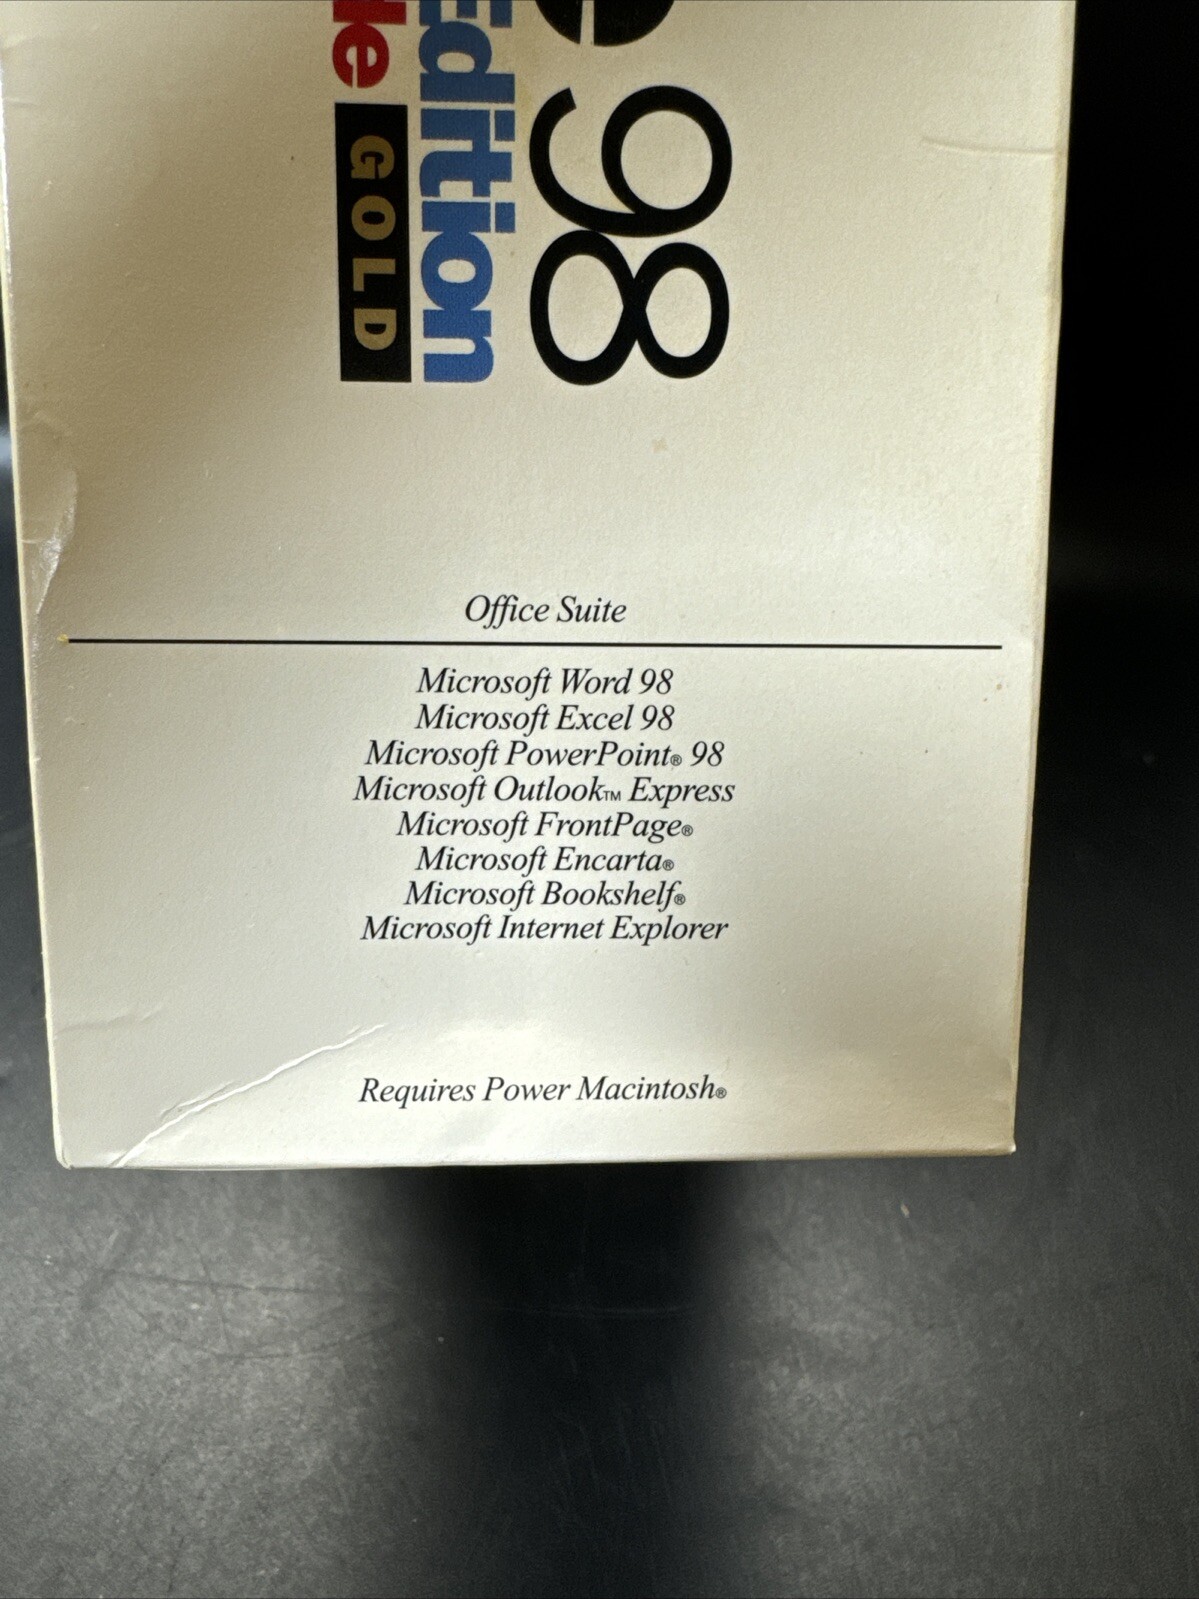 98
Edition
GOLD
Office Suite
Microsoft Word 98
Microsoft Excel 98
Microsoft PowerPoint® 98
Microsoft Outlook™ Express
Microsoft FrontPage®
Microsoft Encarta®
Microsoft Bookshelf®
Microsoft Internet Explorer
Requires Power Macintosh®